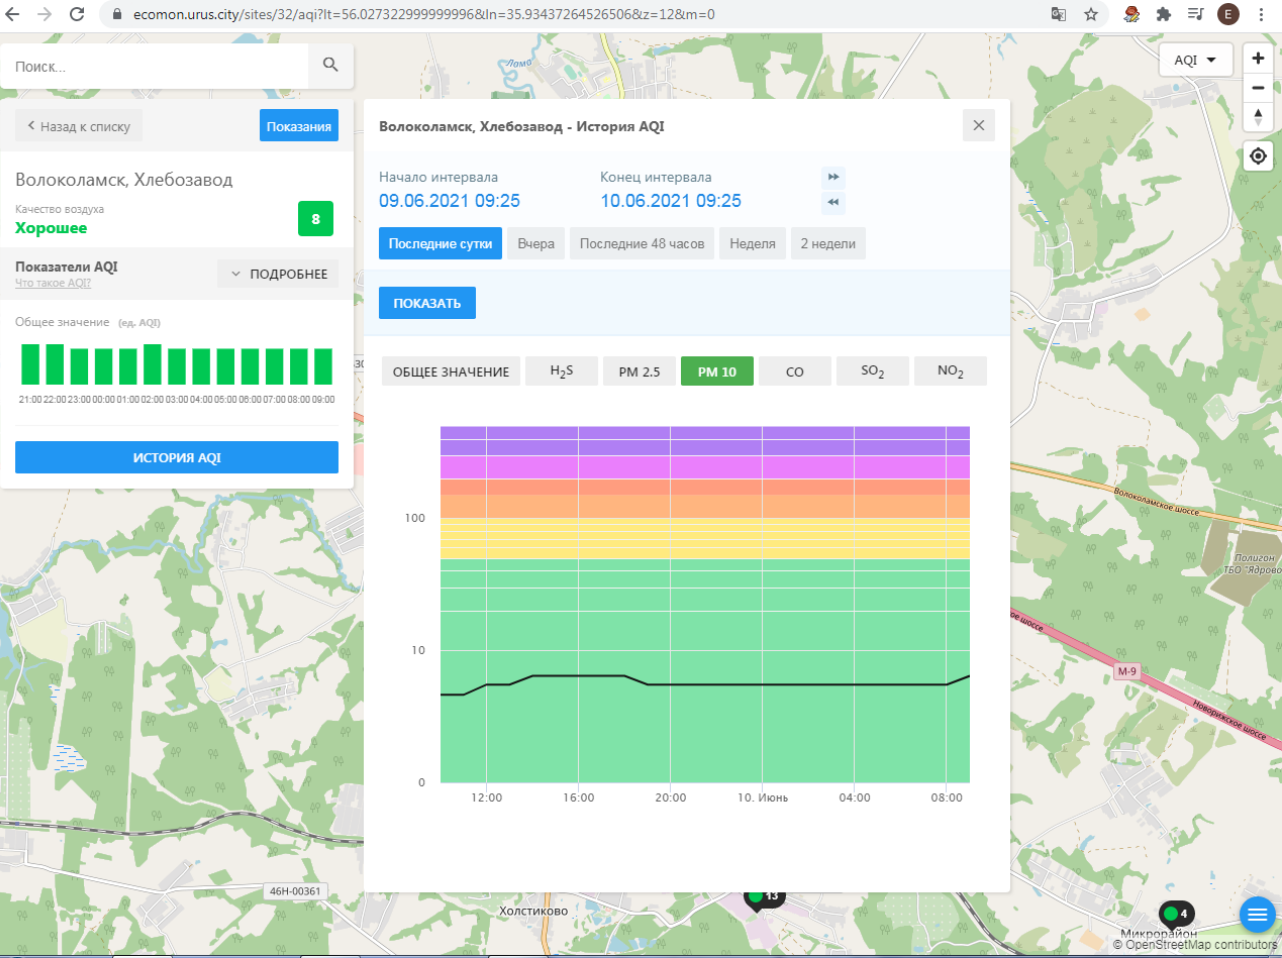 ecomon.urus.city/sites/32/aqi?lt=56.027322999999996&ln=35.93437264526506&z=12&m=0
E
Поиск...
AQI
Лома
Назад к списку
Показания
Волоколамск, Хлебозавод
Качество воздуха
Хорошее
8
Показатели AQI
Что такое AQI?
ПОДРОБНЕЕ
Общее значение (ед. AQI)
21:00 22:00 23:00 00:00 01:00 02:00 03:00 04:00 05:00 06:00 07:00 08:00 09:00
ИСТОРИЯ AQI
Волоколамск, Хлебозавод - История AQI
Начало интервала
Конец интервала
09.06.2021 09:25
10.06.2021 09:25
Последние сутки
Вчера
Последние 48 часов
Неделя
2 недели
ПОКАЗАТЬ
ОБЩЕЕ ЗНАЧЕНИЕ
H2S
PM 2.5
PM 10
CO
SO2
NO2
100
10
0
12:00
16:00
20:00
10. Июнь
04:00
08:00
Волоколамское шоссе
Полигон
ТБО "Ядрово
шоссе
М-9
Новорижское шоссе
46Н-00361
Холстиково
13
4
Микрорайон
© OpenStreetMap contributors